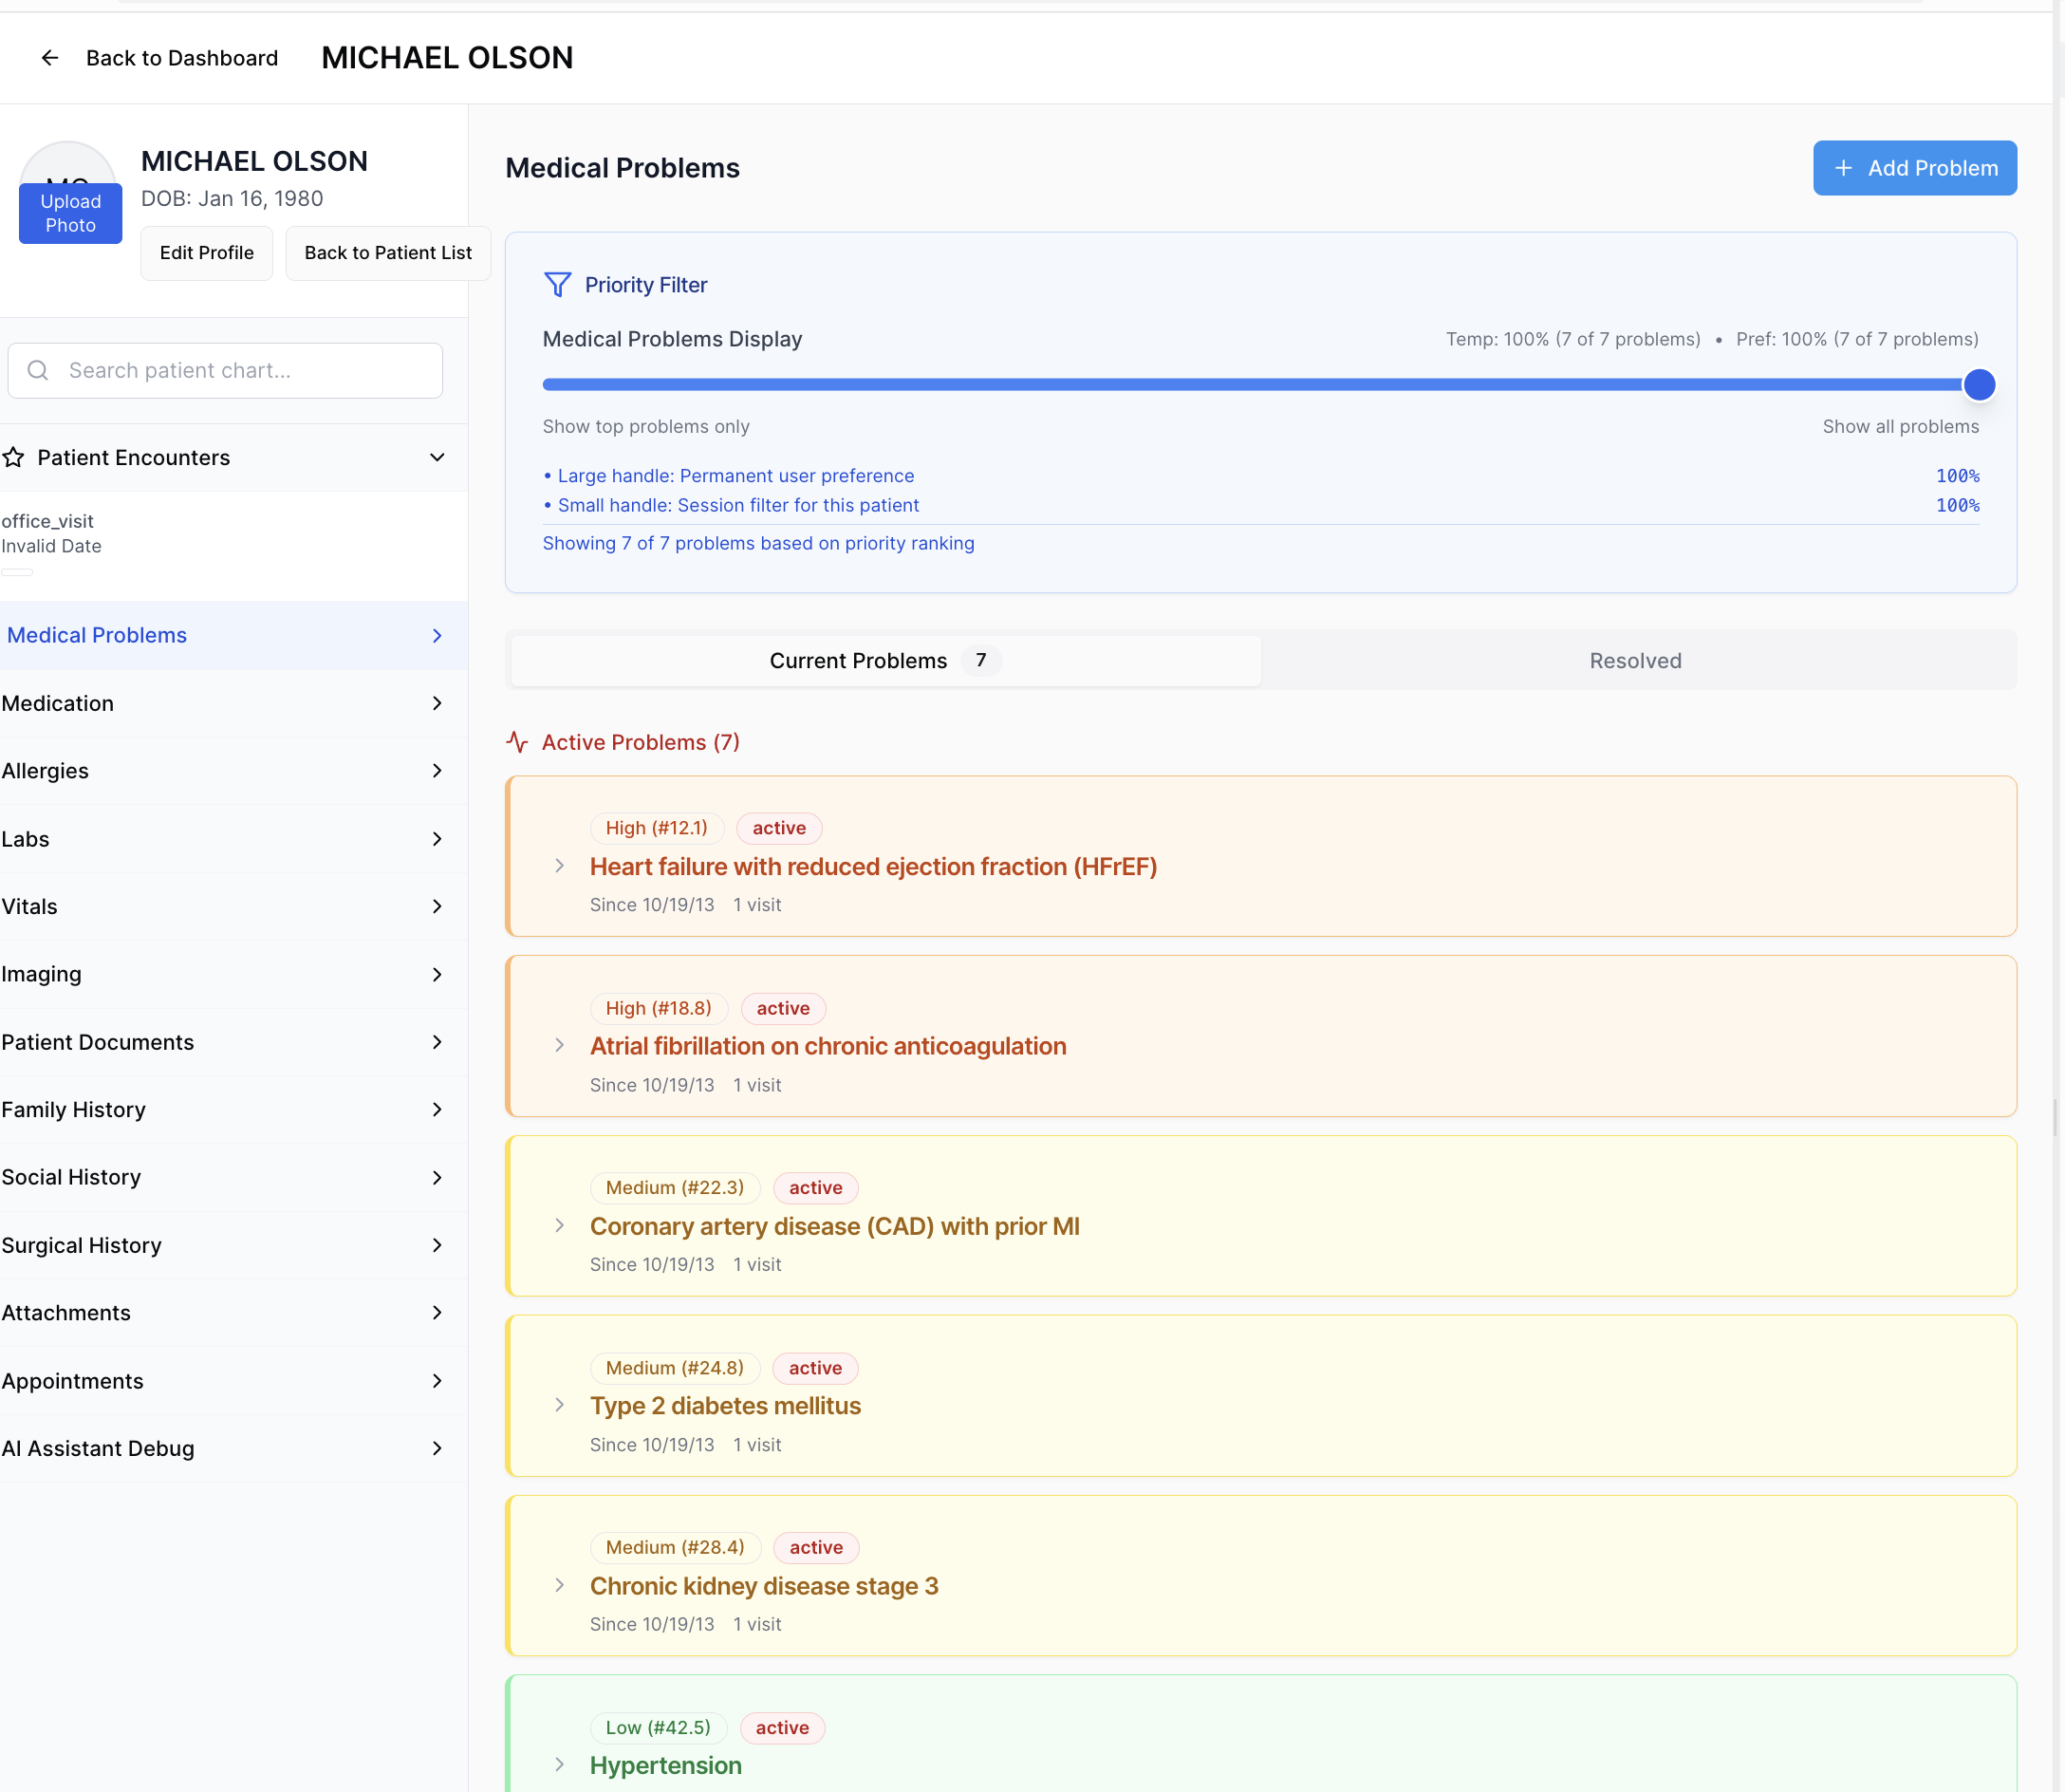 Back to Dashboard MICHAEL OLSON
MICHAEL OLSON
DOB: Jan 16, 1980
Upload
Photo
Edit Profile Back to Patient List
Search patient chart...
Patient Encounters
office_visit
Invalid Date
Medical Problems
Medication
Allergies
Labs
Vitals
Imaging
Patient Documents
Family History
Social History
Surgical History
Attachments
Appointments
AI Assistant Debug
Medical Problems
+ Add Problem
Priority Filter
Medical Problems Display Temp: 100% (7 of 7 problems) • Pref: 100% (7 of 7 problems)
Show top problems only Show all problems
• Large handle: Permanent user preference 100%
• Small handle: Session filter for this patient 100%
Showing 7 of 7 problems based on priority ranking
Current Problems 7 Resolved
Active Problems (7)
High (#12.1) active
Heart failure with reduced ejection fraction (HFrEF)
Since 10/19/13 1 visit
High (#18.8) active
Atrial fibrillation on chronic anticoagulation
Since 10/19/13 1 visit
Medium (#22.3) active
Coronary artery disease (CAD) with prior MI
Since 10/19/13 1 visit
Medium (#24.8) active
Type 2 diabetes mellitus
Since 10/19/13 1 visit
Medium (#28.4) active
Chronic kidney disease stage 3
Since 10/19/13 1 visit
Low (#42.5) active
Hypertension